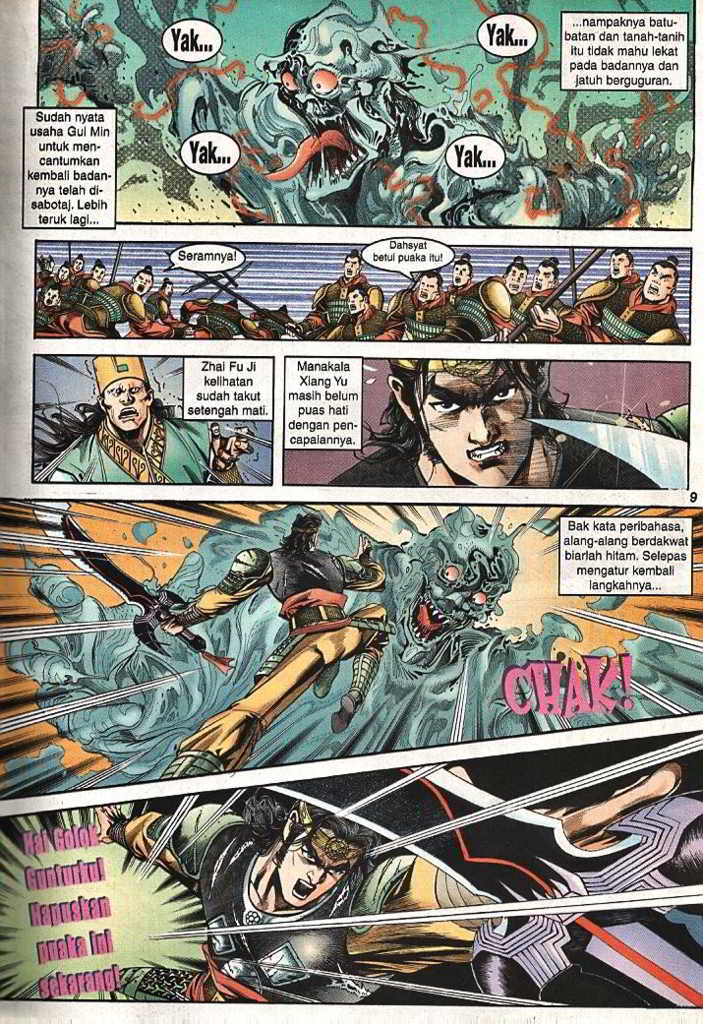 Yak...
Yak...
...nampaknya batu-
batan dan tanah-tanih
itu tidak mahu lekat
pada badannya dan
jatuh berguguran.
Sudah nyata
usaha Gui Min
untuk men-
cantumkan
kembali badan-
nya telah di-
sabotaj. Lebih
teruk lagi...
Yak...
Yak...
Seramnya!
Dahsyat
betul puaka itu!
Zhai Fu Ji
kelihatan
sudah takut
setengah mati.
Manakala
Xiang Yu
masih belum
puas hati
dengan pen-
capaiannya.
9
Bak kata peribahasa,
alang-alang berdakwat
biarlah hitam. Selepas
mengatur kembali
langkahnya...
CHAK!
Hai Golok
Gunturku!
Hapuskan
puaka ini
sekarang!